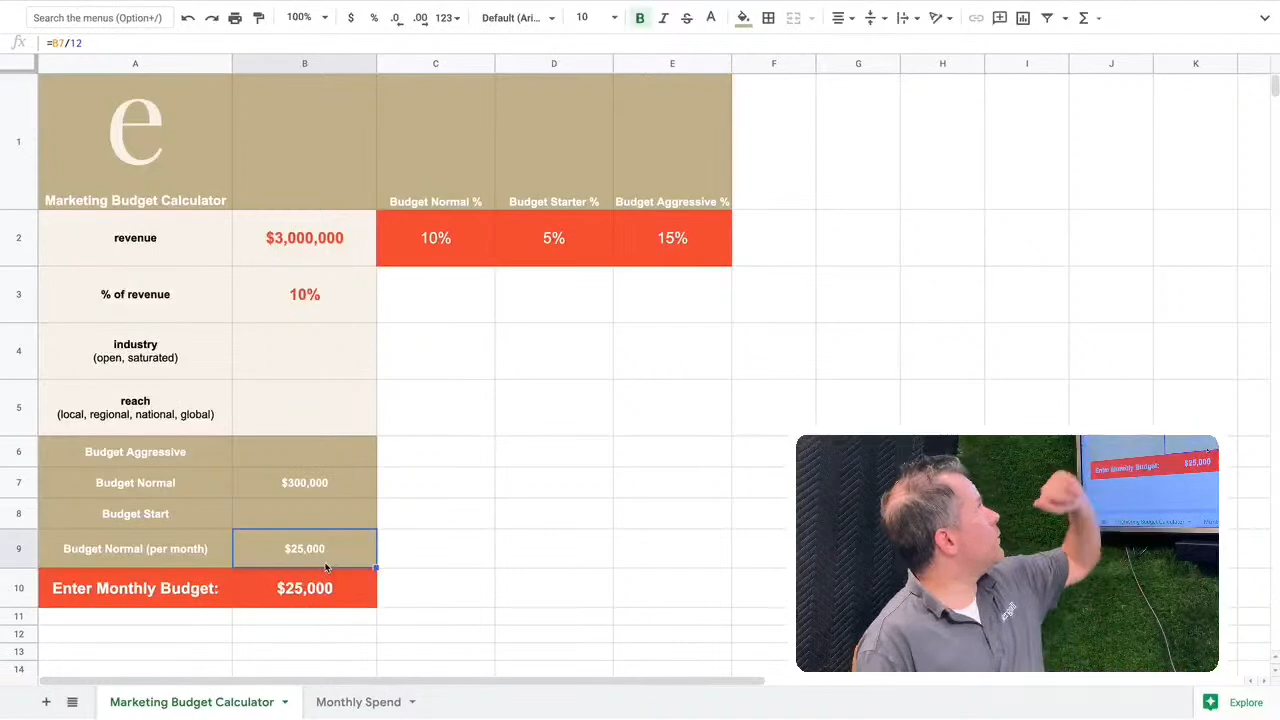 Search the menus (Option+/)
100%
$ % .0 .00 123
Default (Ari...
10
B I S A
fx =B7/12
A B C D E F G H I J K
1
e
Marketing Budget Calculator
Budget Normal % Budget Starter % Budget Aggressive %
2 revenue $3,000,000 10% 5% 15%
3 % of revenue 10%
4 industry
(open, saturated)
5 reach
(local, regional, national, global)
6 Budget Aggressive
7 Budget Normal $300,000
8 Budget Start
9 Budget Normal (per month) $25,000
10 Enter Monthly Budget: $25,000
11
12
13
14
Enter Monthly Budget: $25,000
Marketing Budget Calculator
Marketing Budget Calculator Monthly Spend
Explore